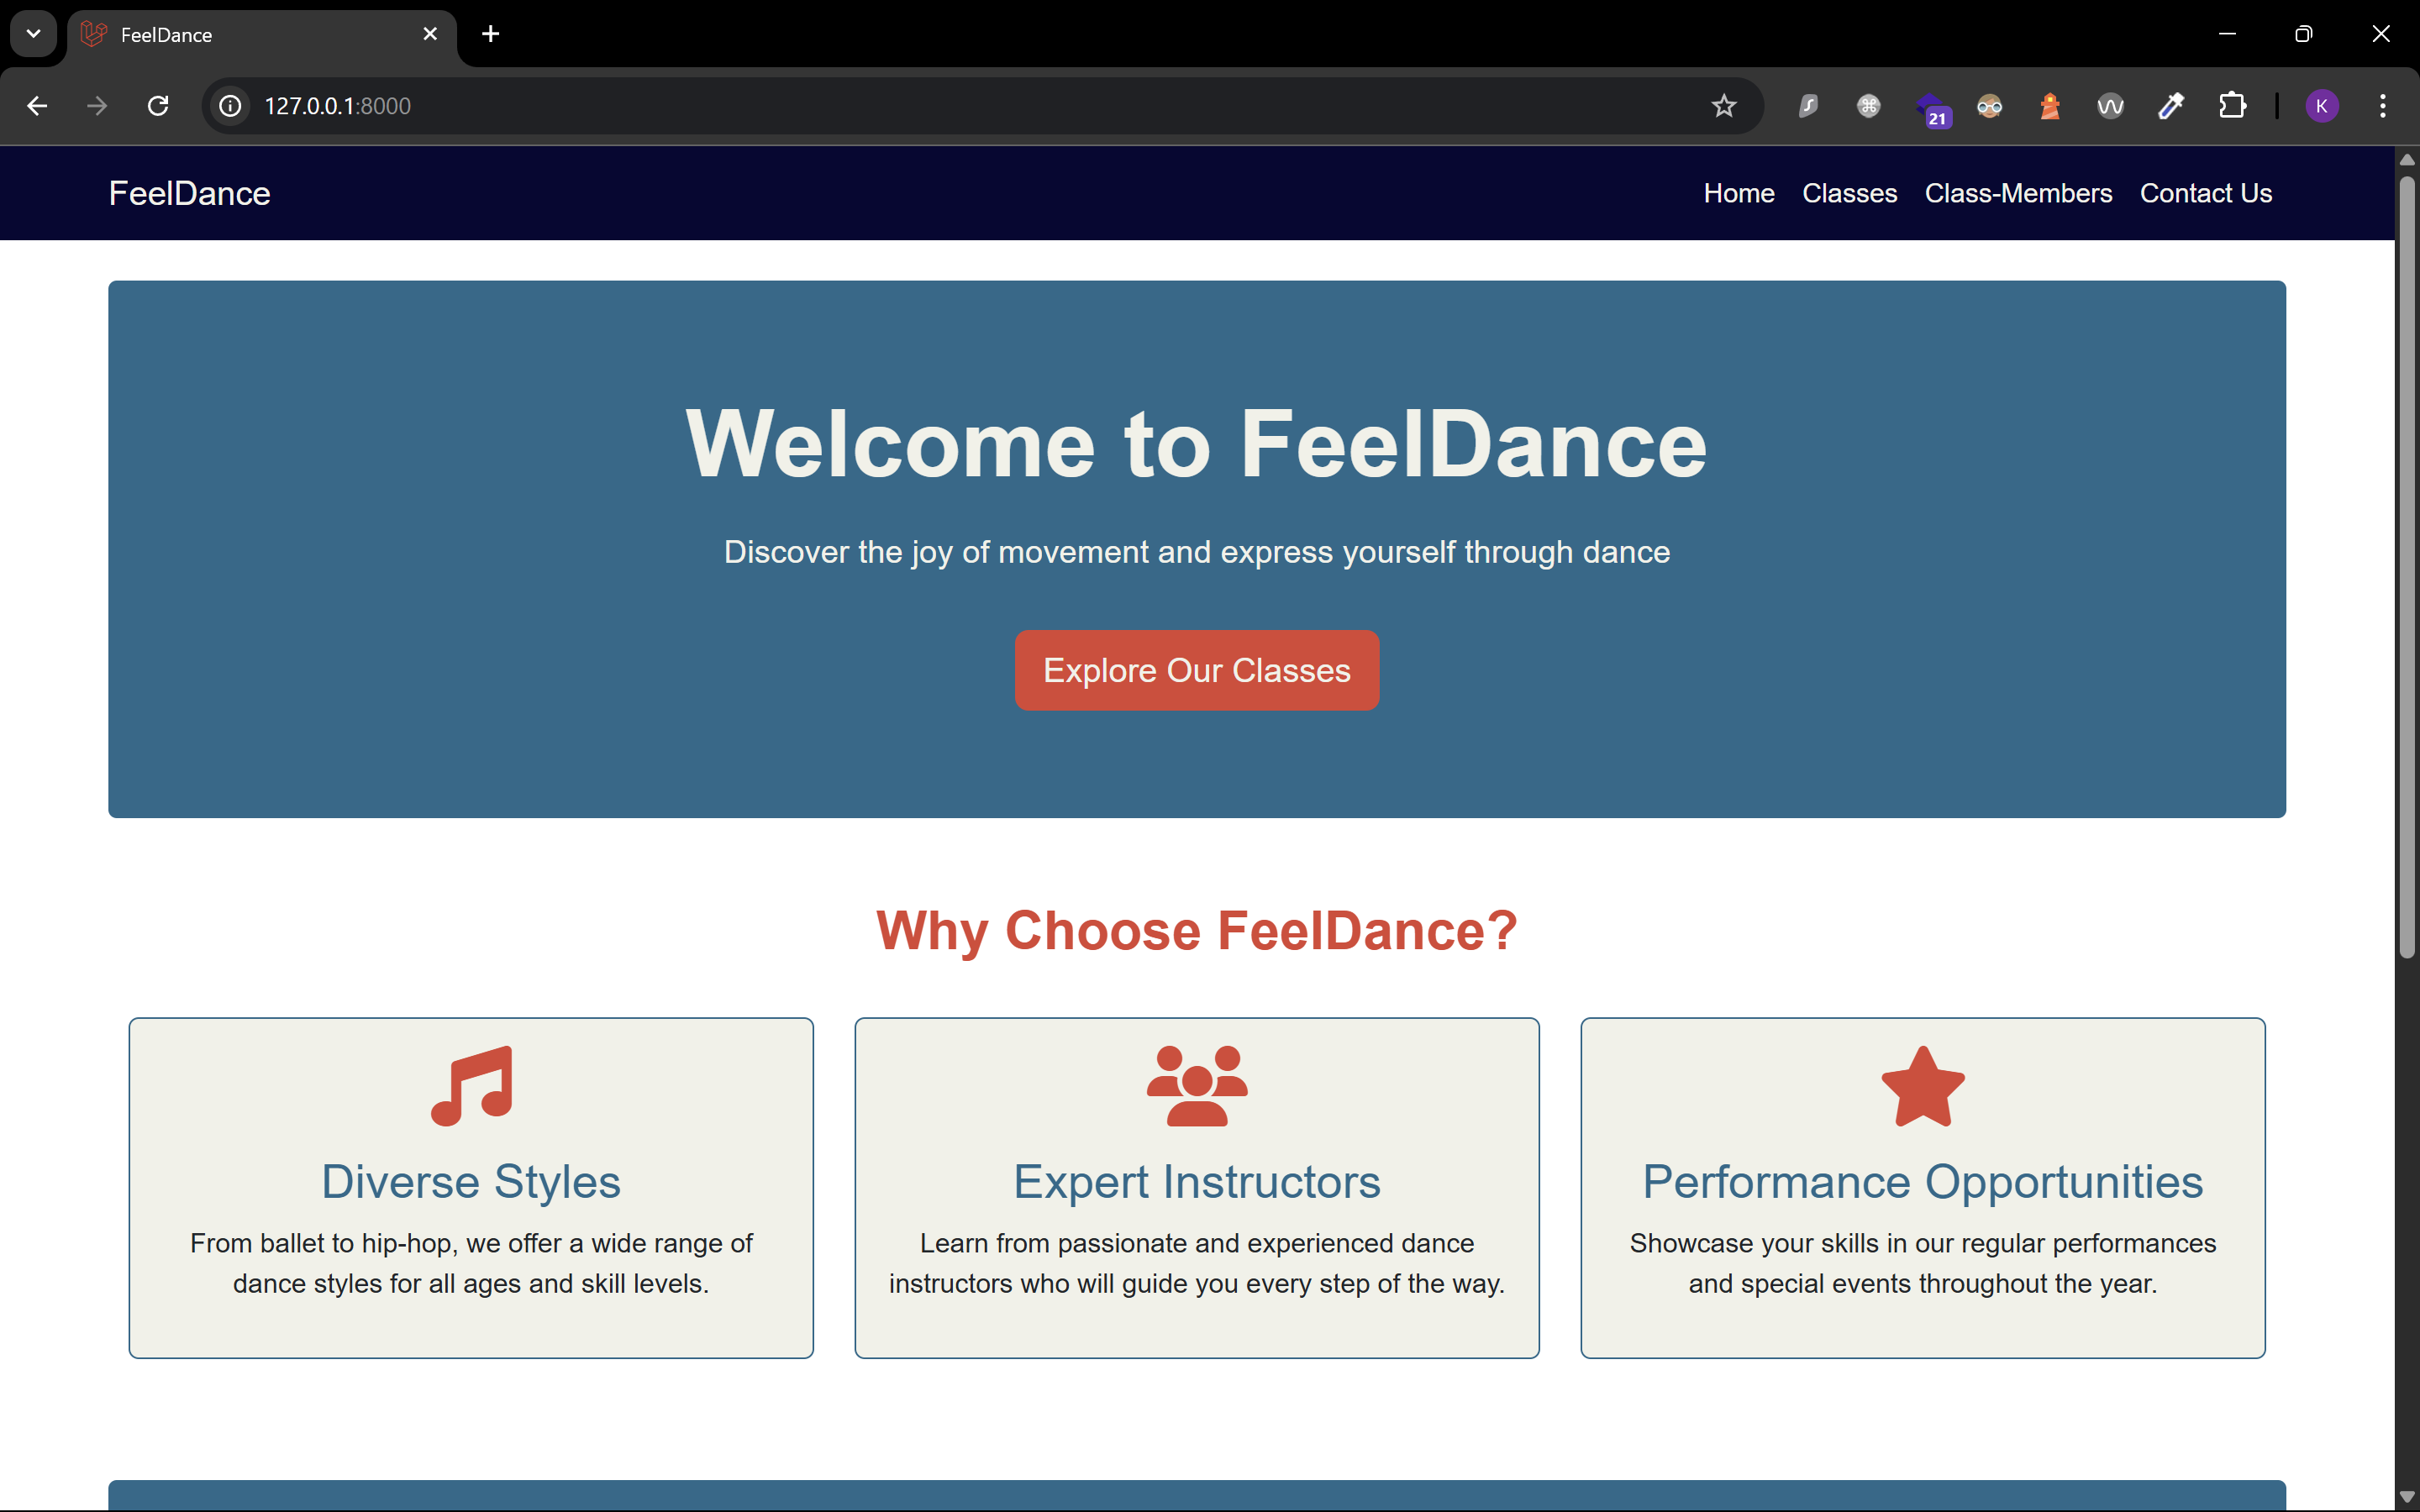 FeelDance
127.0.0.1:8000
21
K
FeelDance
Home Classes Class-Members Contact Us
Welcome to FeelDance
Discover the joy of movement and express yourself through dance
Explore Our Classes
Why Choose FeelDance?
Diverse Styles
From ballet to hip-hop, we offer a wide range of
dance styles for all ages and skill levels.
Expert Instructors
Learn from passionate and experienced dance
instructors who will guide you every step of the way.
Performance Opportunities
Showcase your skills in our regular performances
and special events throughout the year.